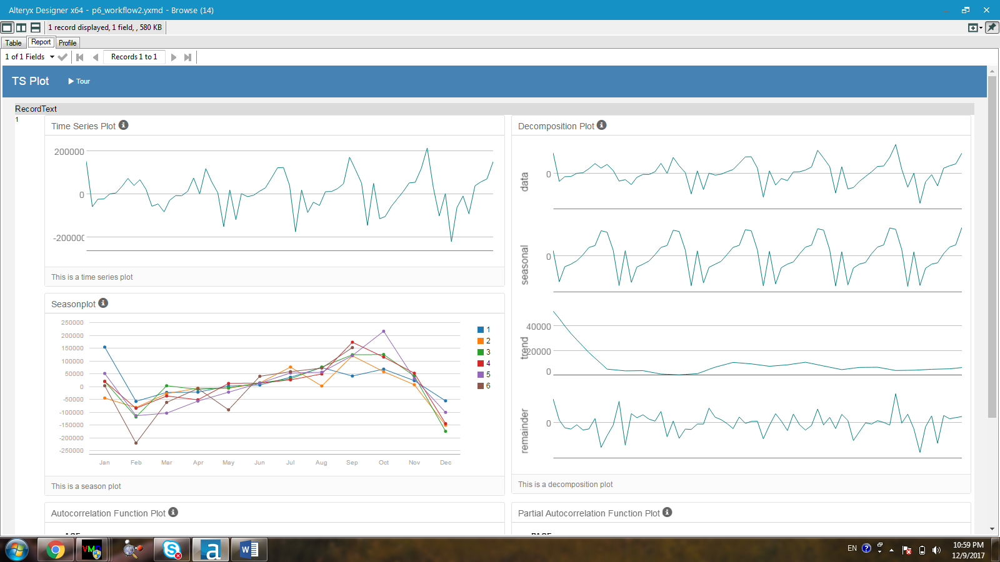 Alteryx Designer x64 - p6_workflow2.yxmd - Browse (14)
1 record displayed, 1 field, , 580 KB
Table Report Profile
1 of 1 Fields Records 1 to 1
TS Plot Tour
RecordText
1
Time Series Plot
200000
0
-200000
This is a time series plot
Seasonplot
250000
200000
150000
100000
50000
0
-50000
-100000
-150000
-200000
-250000
Jan Feb Mar Apr May Jun Jul Aug Sep Oct Nov Dec
1
2
3
4
5
6
This is a season plot
Decomposition Plot
data
0
seasonal
0
trend
40000
20000
0
remainder
0
This is a decomposition plot
Autocorrelation Function Plot
Partial Autocorrelation Function Plot
VMD
S
a
W
EN
10:59 PM
12/9/2017